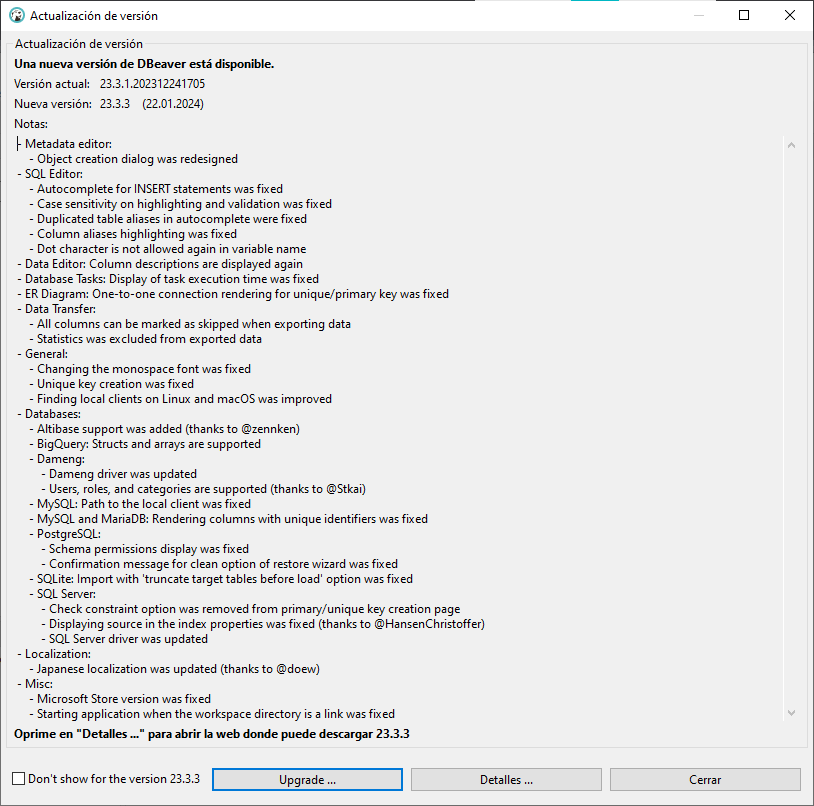 Actualización de versión
Actualización de versión
Una nueva versión de DBeaver está disponible.
Versión actual: 23.3.1.202312241705
Nueva versión: 23.3.3 (22.01.2024)
Notas:
- Metadata editor:
- Object creation dialog was redesigned
- SQL Editor:
- Autocomplete for INSERT statements was fixed
- Case sensitivity on highlighting and validation was fixed
- Duplicated table aliases in autocomplete were fixed
- Column aliases highlighting was fixed
- Dot character is not allowed again in variable name
- Data Editor: Column descriptions are displayed again
- Database Tasks: Display of task execution time was fixed
- ER Diagram: One-to-one connection rendering for unique/primary key was fixed
- Data Transfer:
- All columns can be marked as skipped when exporting data
- Statistics was excluded from exported data
- General:
- Changing the monospace font was fixed
- Unique key creation was fixed
- Finding local clients on Linux and macOS was improved
- Databases:
- Altibase support was added (thanks to @zennken)
- BigQuery: Structs and arrays are supported
- Dameng:
- Dameng driver was updated
- Users, roles, and categories are supported (thanks to @Stkai)
- MySQL: Path to the local client was fixed
- MySQL and MariaDB: Rendering columns with unique identifiers was fixed
- PostgreSQL:
- Schema permissions display was fixed
- Confirmation message for clean option of restore wizard was fixed
- SQLite: Import with 'truncate target tables before load' option was fixed
- SQL Server:
- Check constraint option was removed from primary/unique key creation page
- Displaying source in the index properties was fixed (thanks to @HansenChristoffer)
- SQL Server driver was updated
- Localization:
- Japanese localization was updated (thanks to @doew)
- Misc:
- Microsoft Store version was fixed
- Starting application when the workspace directory is a link was fixed
Oprime en "Detalles ..." para abrir la web donde puede descargar 23.3.3
Don't show for the version 23.3.3
Upgrade ...
Detalles ...
Cerrar